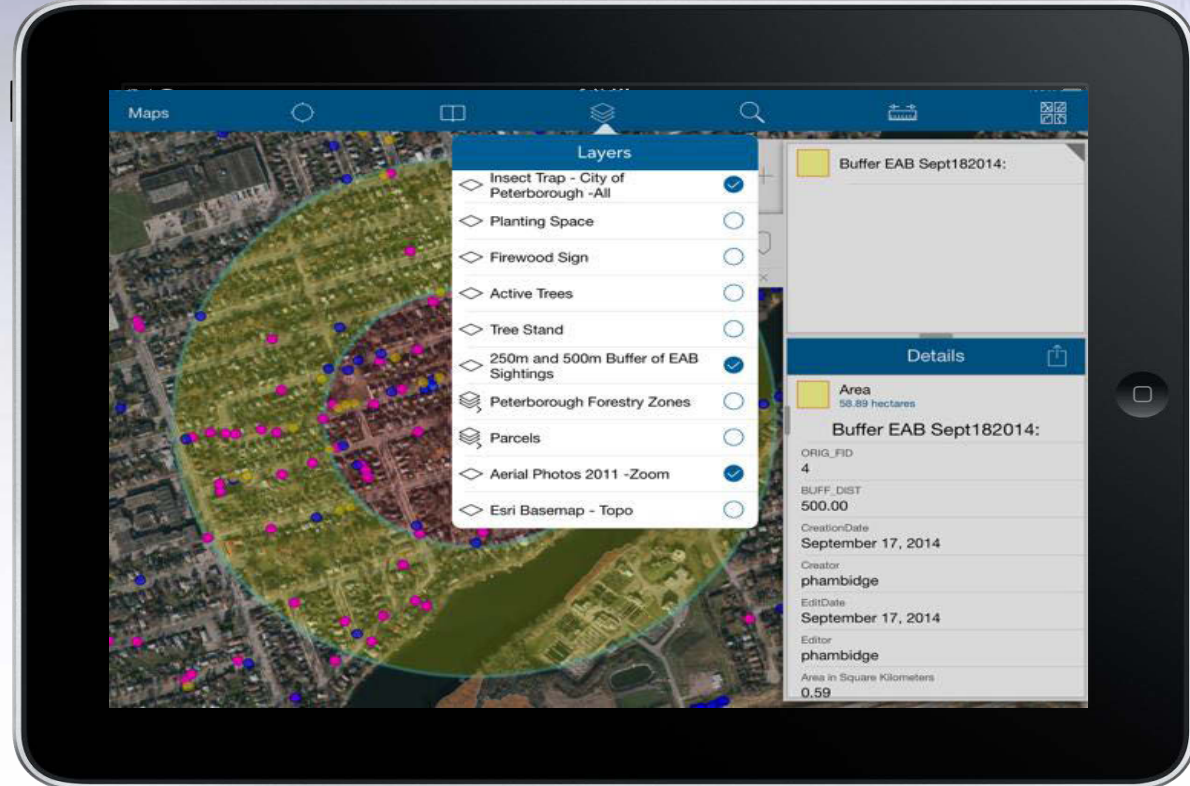 Maps
Layers
Insect Trap - City of
Peterborough -All
Planting Space
Firewood Sign
Active Trees
Tree Stand
250m and 500m Buffer of EAB
Sightings
Peterborough Forestry Zones
Parcels
Aerial Photos 2011 -Zoom
Esri Basemap - Topo
Buffer EAB Sept182014:
Details
Area
58.89 hectares
Buffer EAB Sept182014:
ORIG_FID
4
BUFF_DIST
500.00
CreationDate
September 17, 2014
Creator
phambidge
EditDate
September 17, 2014
Editor
phambidge
Area in Square Kilometers
0.59